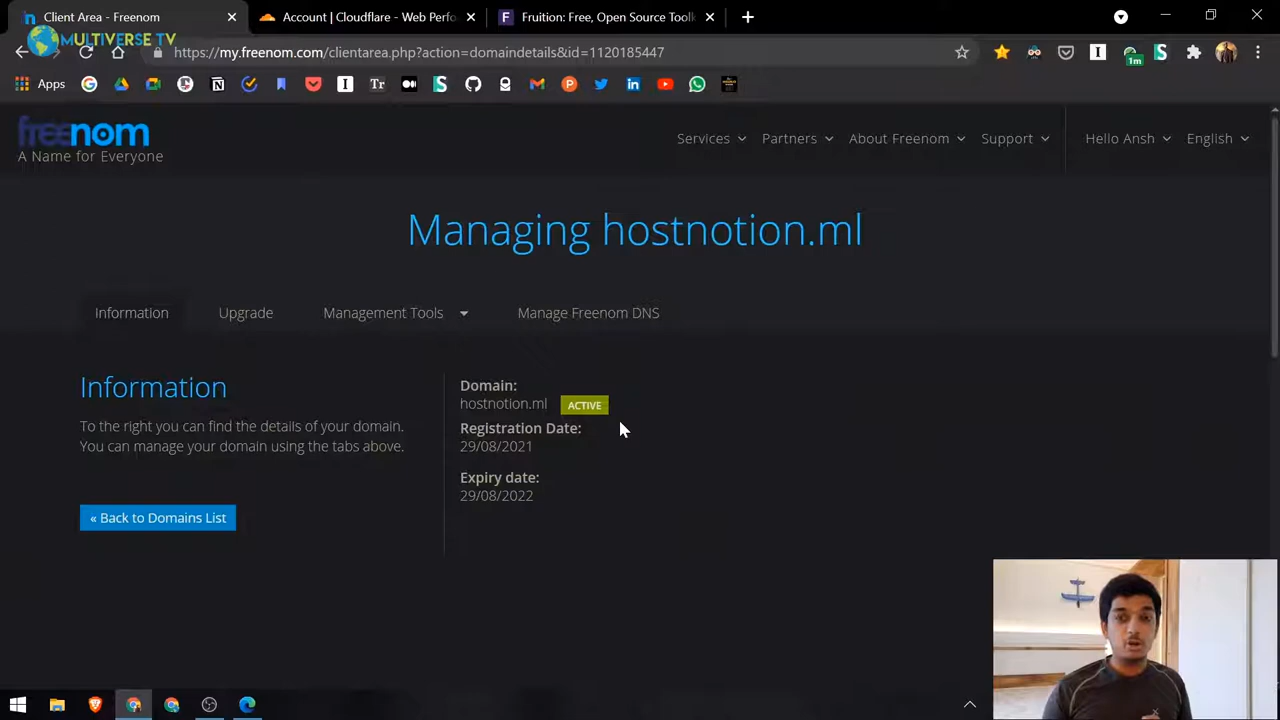 Client Area - Freenom
Account | Cloudflare - Web Perfo
Fruition: Free, Open Source Toolk
MULTIVERSE TV
https://my.freenom.com/clientarea.php?action=domaindetails&id=1120185447
1m
Apps
freenom
A Name for Everyone
Services
Partners
About Freenom
Support
Hello Ansh
English
Managing hostnotion.ml
Information
Upgrade
Management Tools
Manage Freenom DNS
Information
To the right you can find the details of your domain.
You can manage your domain using the tabs above.
« Back to Domains List
Domain:
hostnotion.ml ACTIVE
Registration Date:
29/08/2021
Expiry date:
29/08/2022